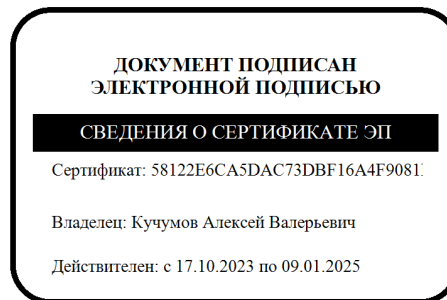 ДОКУМЕНТ ПОДПИСАН
ЭЛЕКТРОННОЙ ПОДПИСЬЮ
СВЕДЕНИЯ О СЕРТИФИКАТЕ ЭП
Сертификат: 58122E6CA5DAC73DBF16A4F9081
Владелец: Кучумов Алексей Валерьевич
Действителен: с 17.10.2023 по 09.01.2025